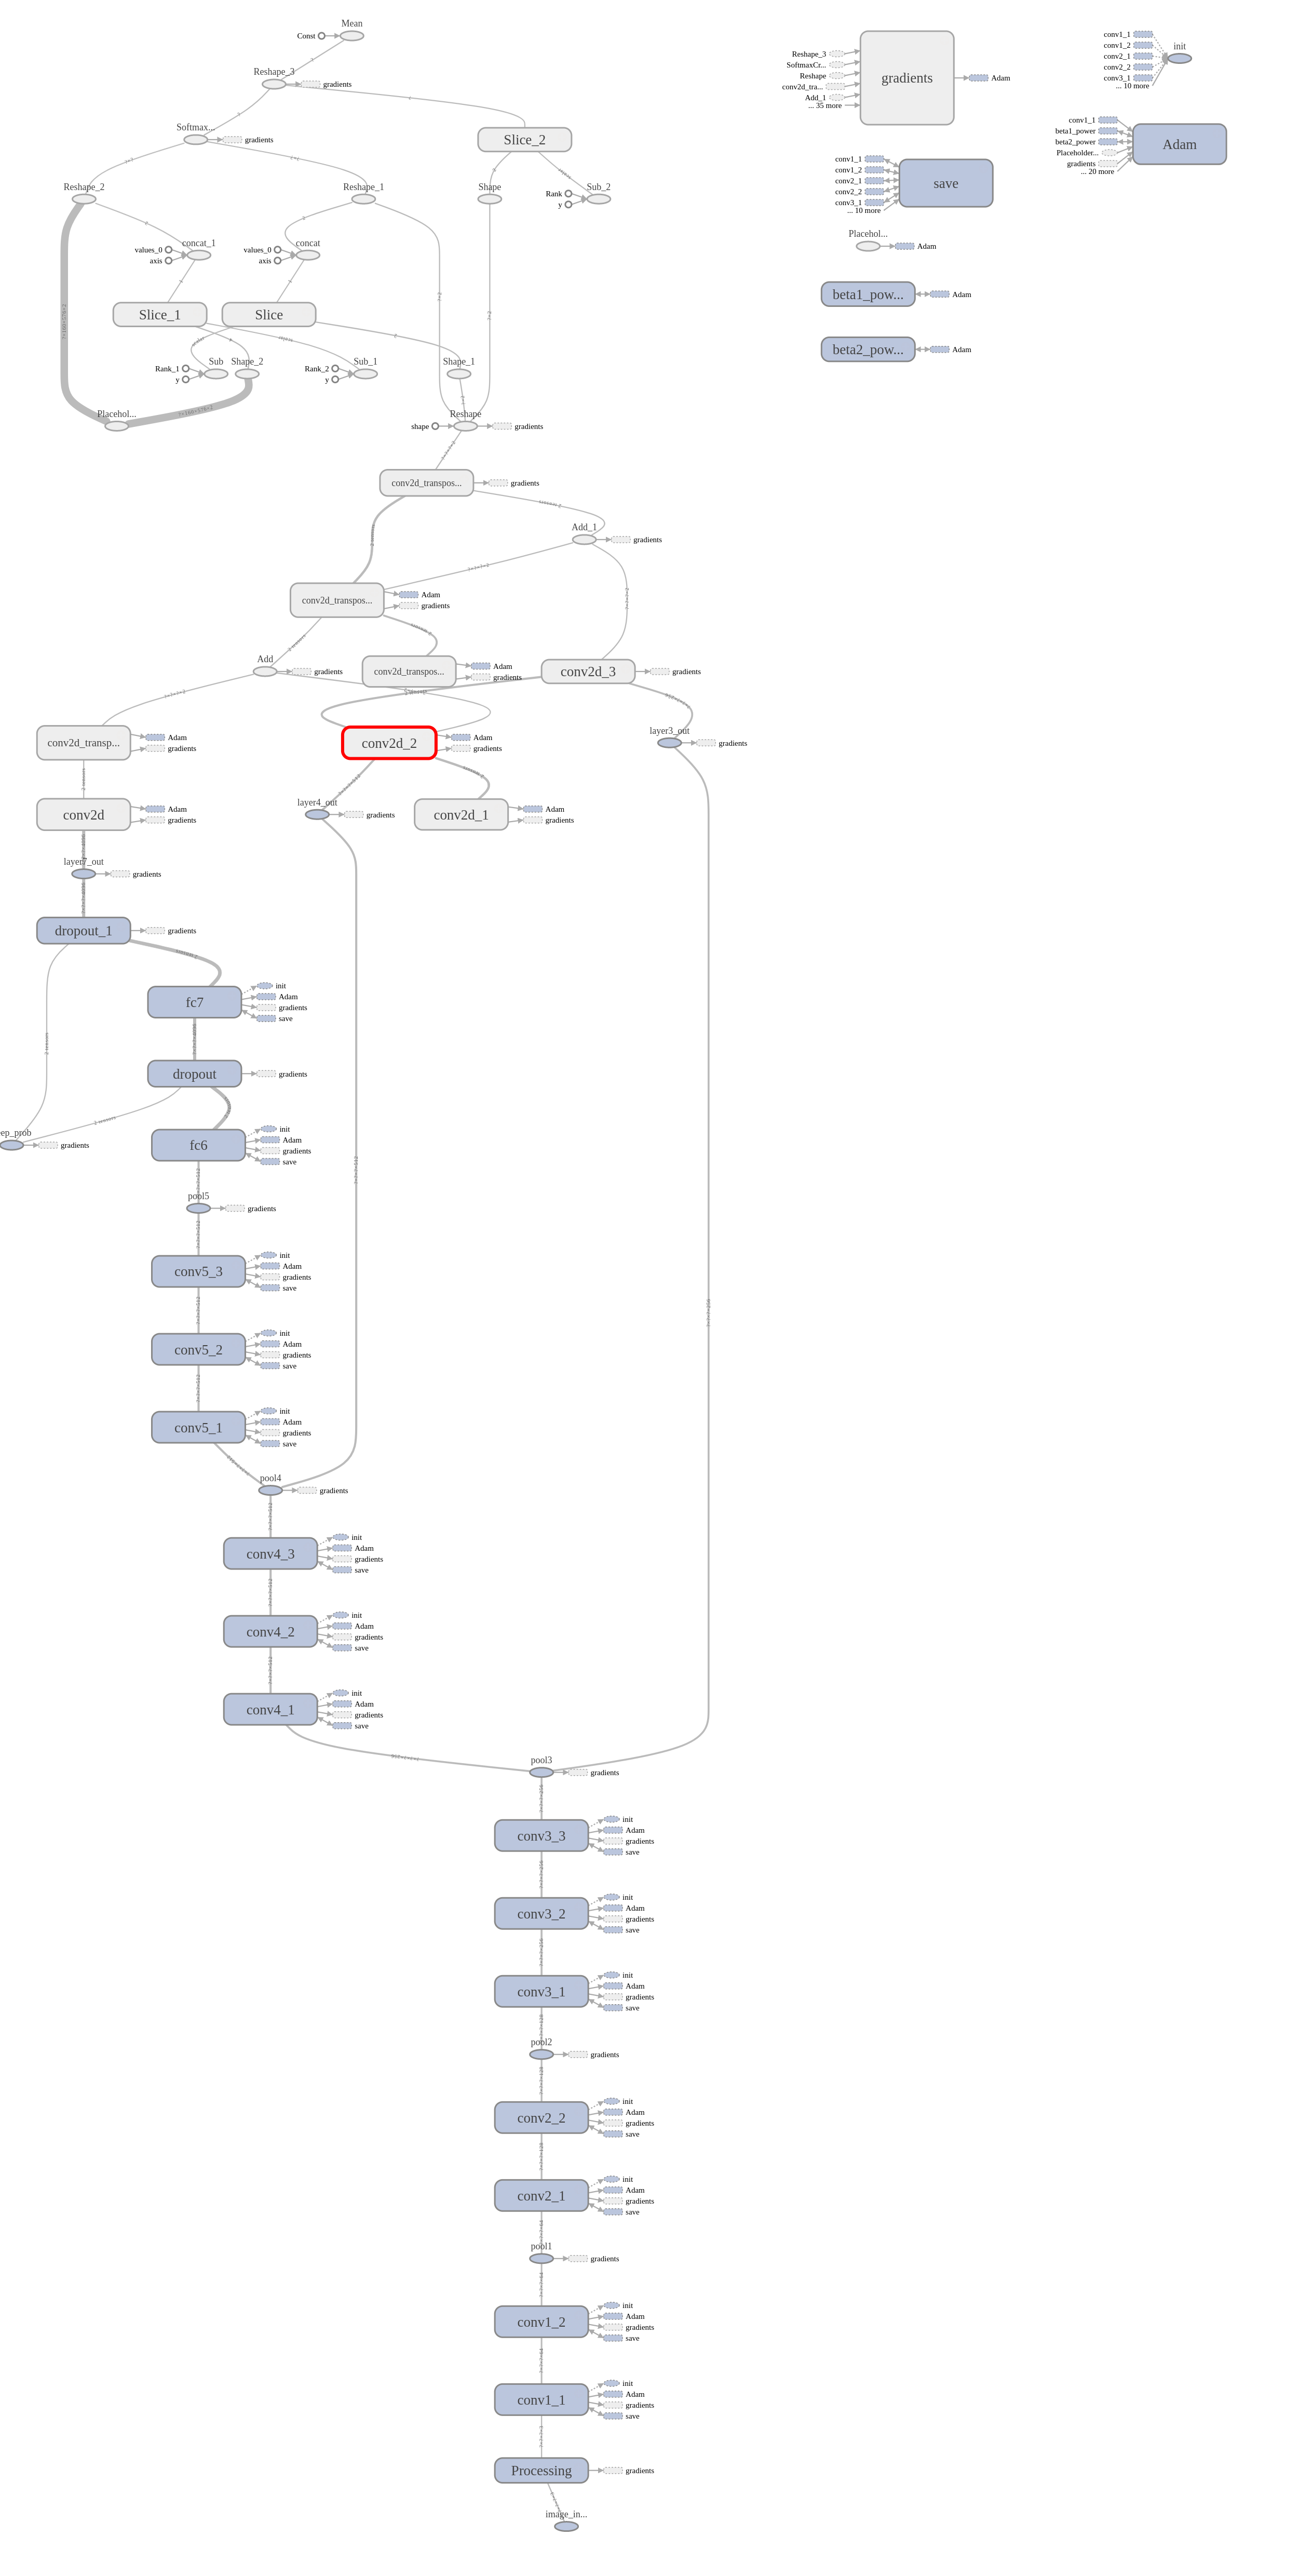 Mean
Const
Reshape_3
gradients
Softmax...
gradients
Slice_2
Reshape_2
Reshape_1
Shape
Rank
y
Sub_2
values_0
axis
concat_1
values_0
axis
concat
Slice_1
Slice
Rank_1
y
Sub
Shape_2
Rank_2
y
Sub_1
Shape_1
Placehol...
shape
Reshape
gradients
conv2d_transpos...
gradients
Add_1
gradients
conv2d_transpos...
Adam
gradients
Add
gradients
conv2d_transpos...
Adam
gradients
conv2d_3
gradients
conv2d_transp...
Adam
gradients
conv2d_2
Adam
gradients
layer3_out
gradients
conv2d
Adam
gradients
layer4_out
gradients
conv2d_1
Adam
gradients
layer7_out
gradients
dropout_1
gradients
fc7
init
Adam
gradients
save
dropout
gradients
ep_prob
gradients
fc6
init
Adam
gradients
save
pool5
gradients
conv5_3
init
Adam
gradients
save
conv5_2
init
Adam
gradients
save
conv5_1
init
Adam
gradients
save
pool4
gradients
conv4_3
init
Adam
gradients
save
conv4_2
init
Adam
gradients
save
conv4_1
init
Adam
gradients
save
pool3
gradients
conv3_3
init
Adam
gradients
save
conv3_2
init
Adam
gradients
save
conv3_1
init
Adam
gradients
save
pool2
gradients
conv2_2
init
Adam
gradients
save
conv2_1
init
Adam
gradients
save
pool1
gradients
conv1_2
init
Adam
gradients
save
conv1_1
init
Adam
gradients
save
Processing
gradients
image_in...
Reshape_3
SoftmaxCr...
Reshape
conv2d_tra...
Add_1
... 35 more
gradients
Adam
conv1_1
conv1_2
conv2_1
conv2_2
conv3_1
... 10 more
save
Placehol...
Adam
beta1_pow...
Adam
beta2_pow...
Adam
conv1_1
conv1_2
conv2_1
conv2_2
conv3_1
... 10 more
init
conv1_1
beta1_power
beta2_power
Placeholder...
gradients
... 20 more
Adam